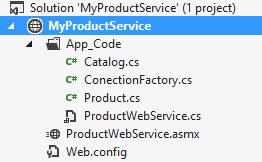 Solution 'MyProductService' (1 project)
MyProductService
App_Code
C# Catalog.cs
C# ConectionFactory.cs
C# Product.cs
ProductWebService.cs
ProductWebService.asmx
Web.config